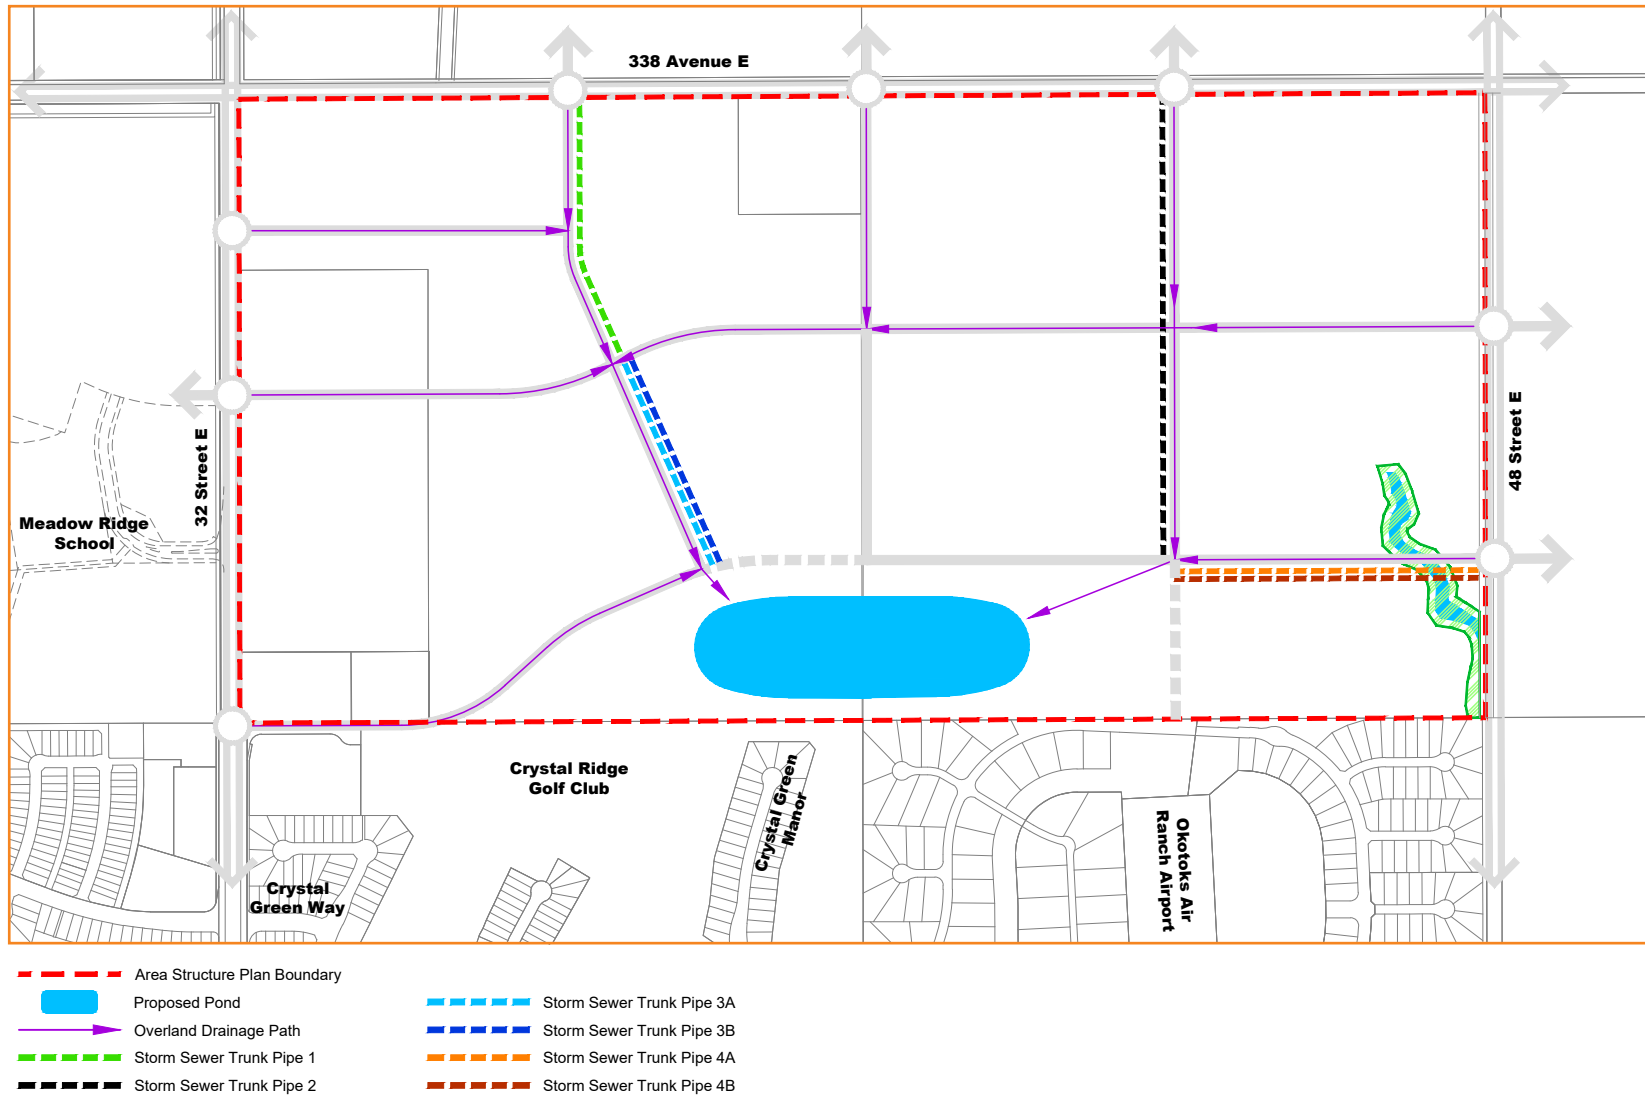 338 Avenue E
32 Street E
48 Street E
Meadow Ridge
School
Crystal Ridge
Golf Club
Crystal Green
Manor
Okotoks Air
Ranch Airport
Crystal
Green Way
Area Structure Plan Boundary
Proposed Pond
Overland Drainage Path
Storm Sewer Trunk Pipe 1
Storm Sewer Trunk Pipe 2
Storm Sewer Trunk Pipe 3A
Storm Sewer Trunk Pipe 3B
Storm Sewer Trunk Pipe 4A
Storm Sewer Trunk Pipe 4B